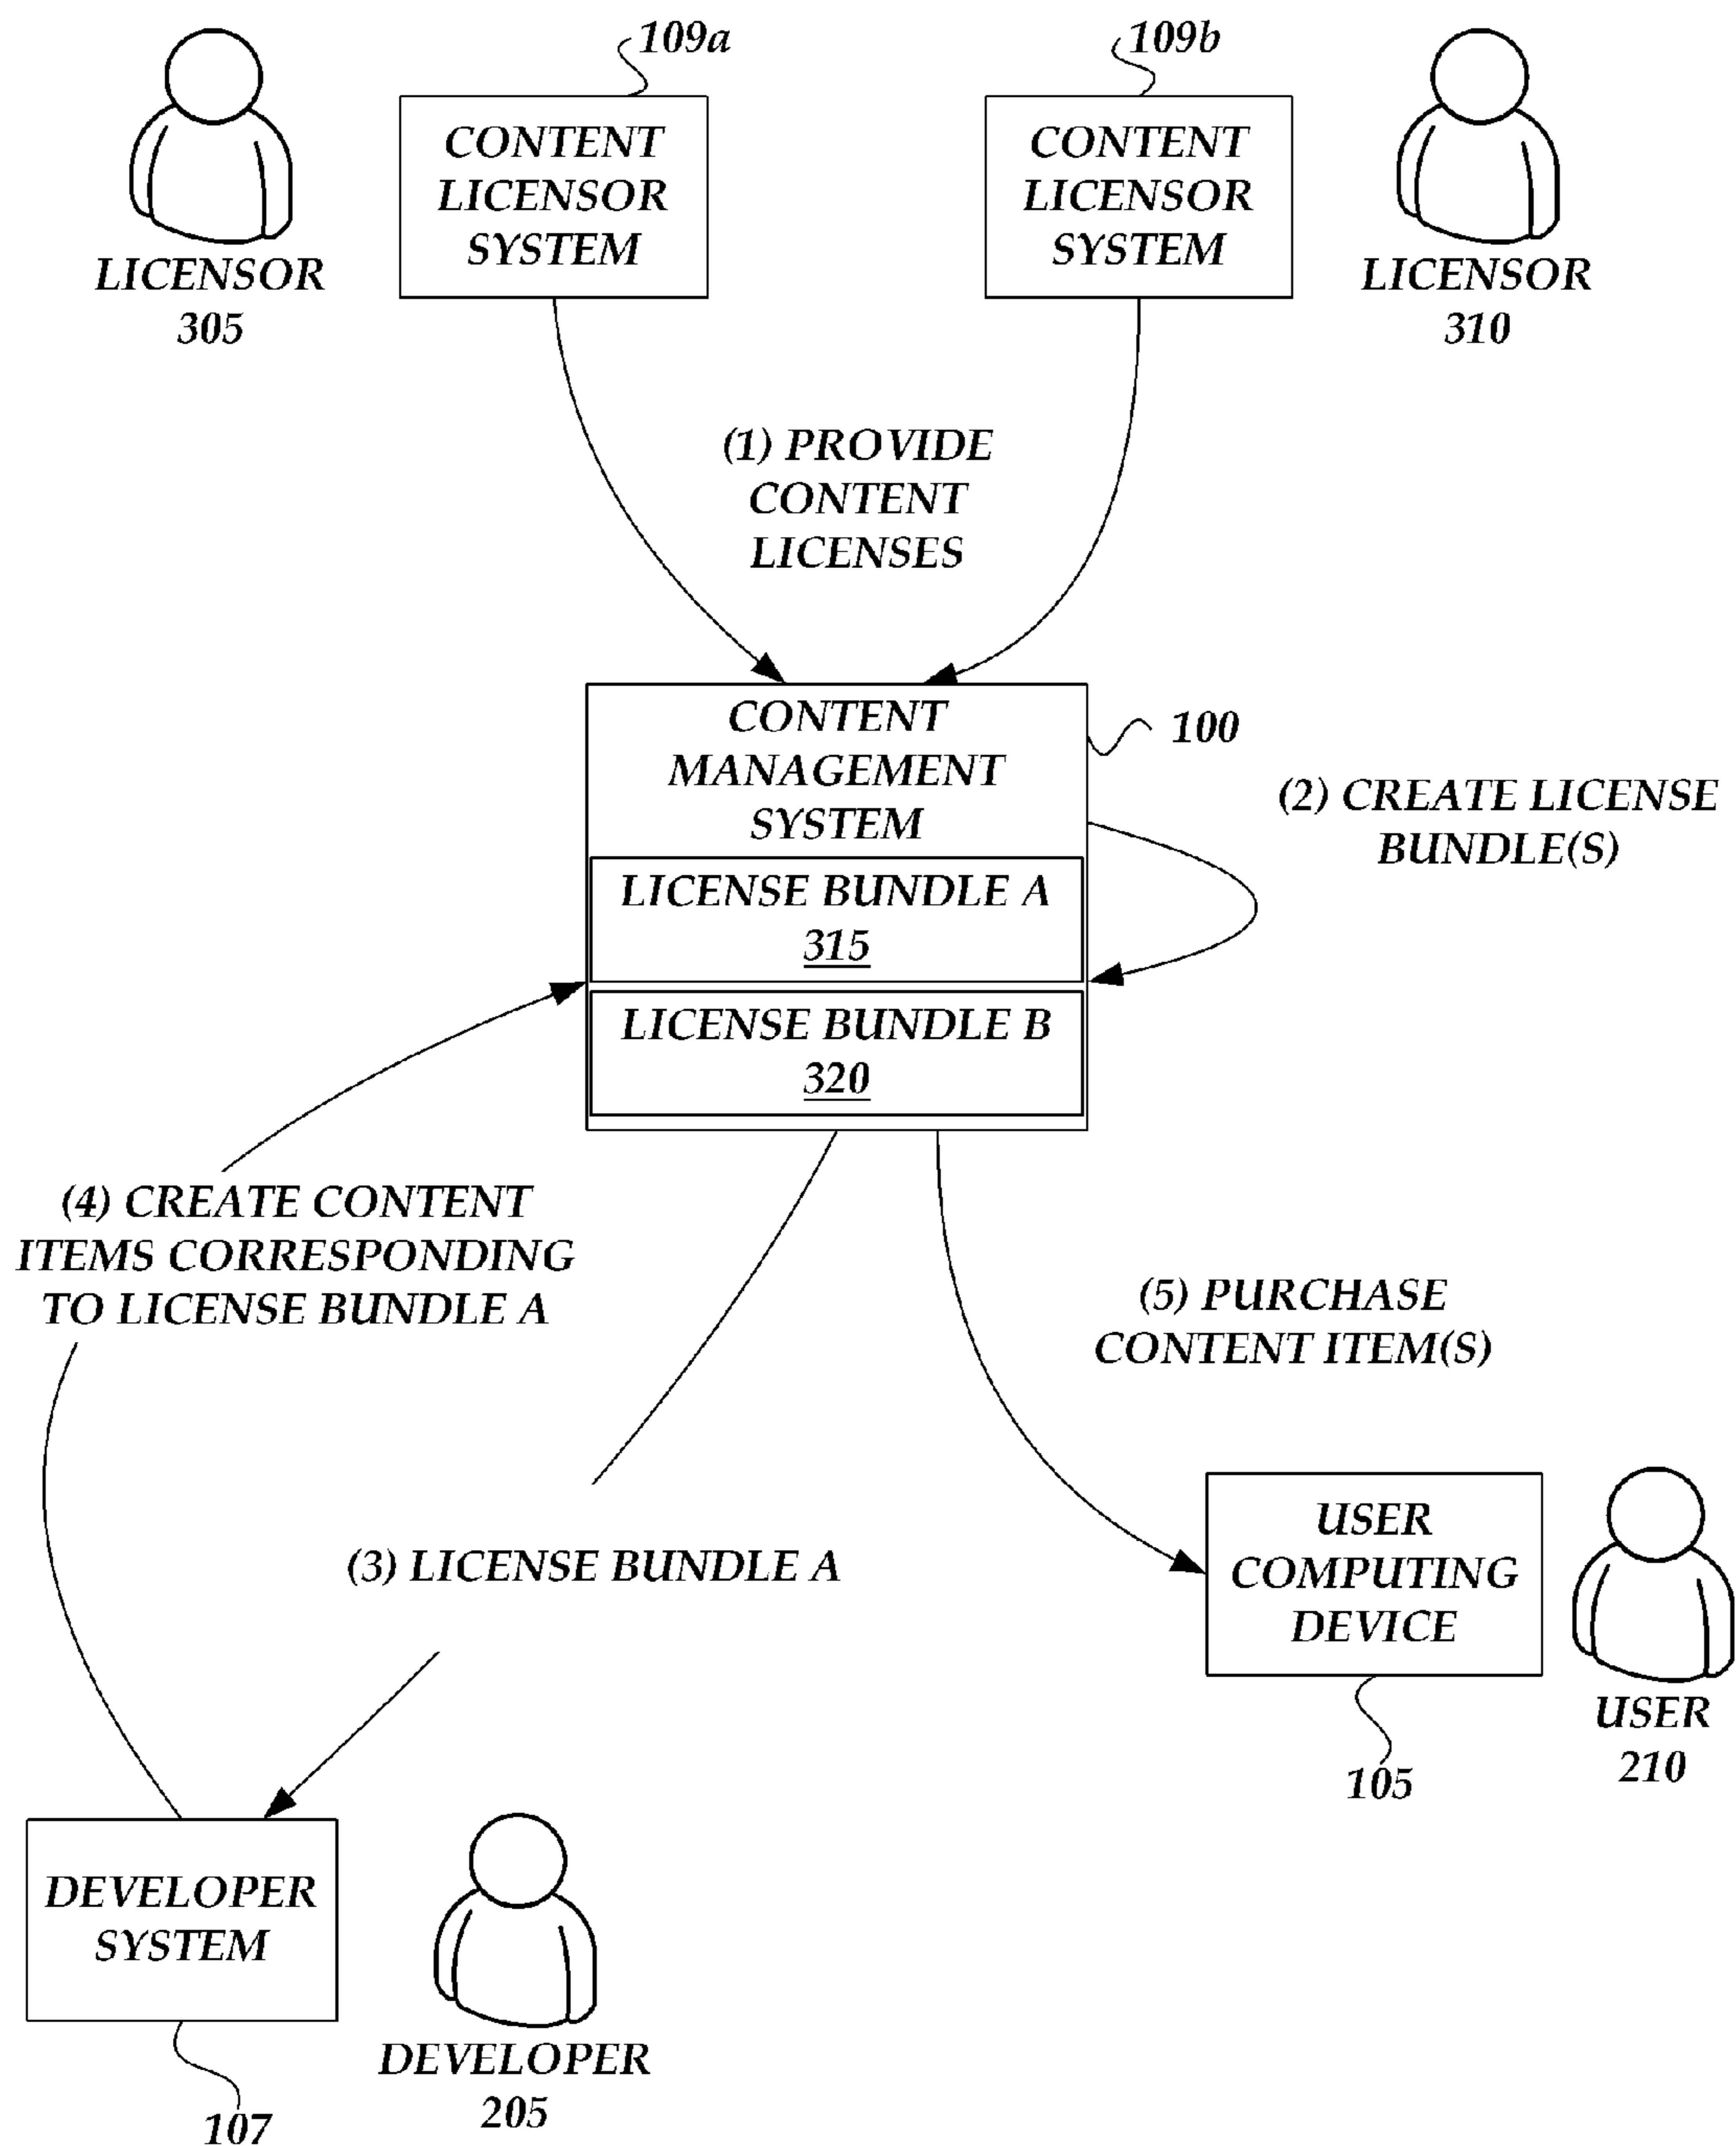 109a
109b
CONTENT
LICENSOR
SYSTEM
CONTENT
LICENSOR
SYSTEM
LICENSOR
305
LICENSOR
310
(1) PROVIDE
CONTENT
LICENSES
CONTENT
MANAGEMENT
SYSTEM
100
(2) CREATE LICENSE
BUNDLE(S)
LICENSE BUNDLE A
315
LICENSE BUNDLE B
320
(4) CREATE CONTENT
ITEMS CORRESPONDING
TO LICENSE BUNDLE A
(5) PURCHASE
CONTENT ITEM(S)
(3) LICENSE BUNDLE A
USER
COMPUTING
DEVICE
USER
210
105
DEVELOPER
SYSTEM
DEVELOPER
205
107